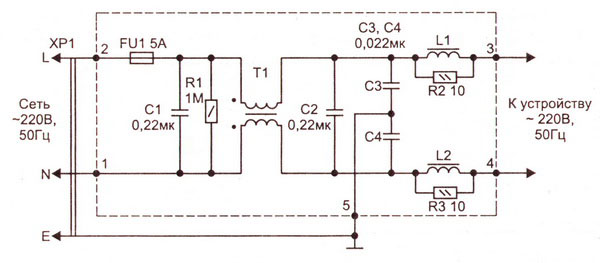 XP1
L
2
FU1 5A
R1
1M
T1
C3, C4
0,022мк
L1
3
Сеть
~220В,
50Гц
C1
0,22мк
C2
0,22мк
C3
R2 10
К устройству
~ 220В,
50Гц
C4
L2
N
1
4
R3 10
5
E